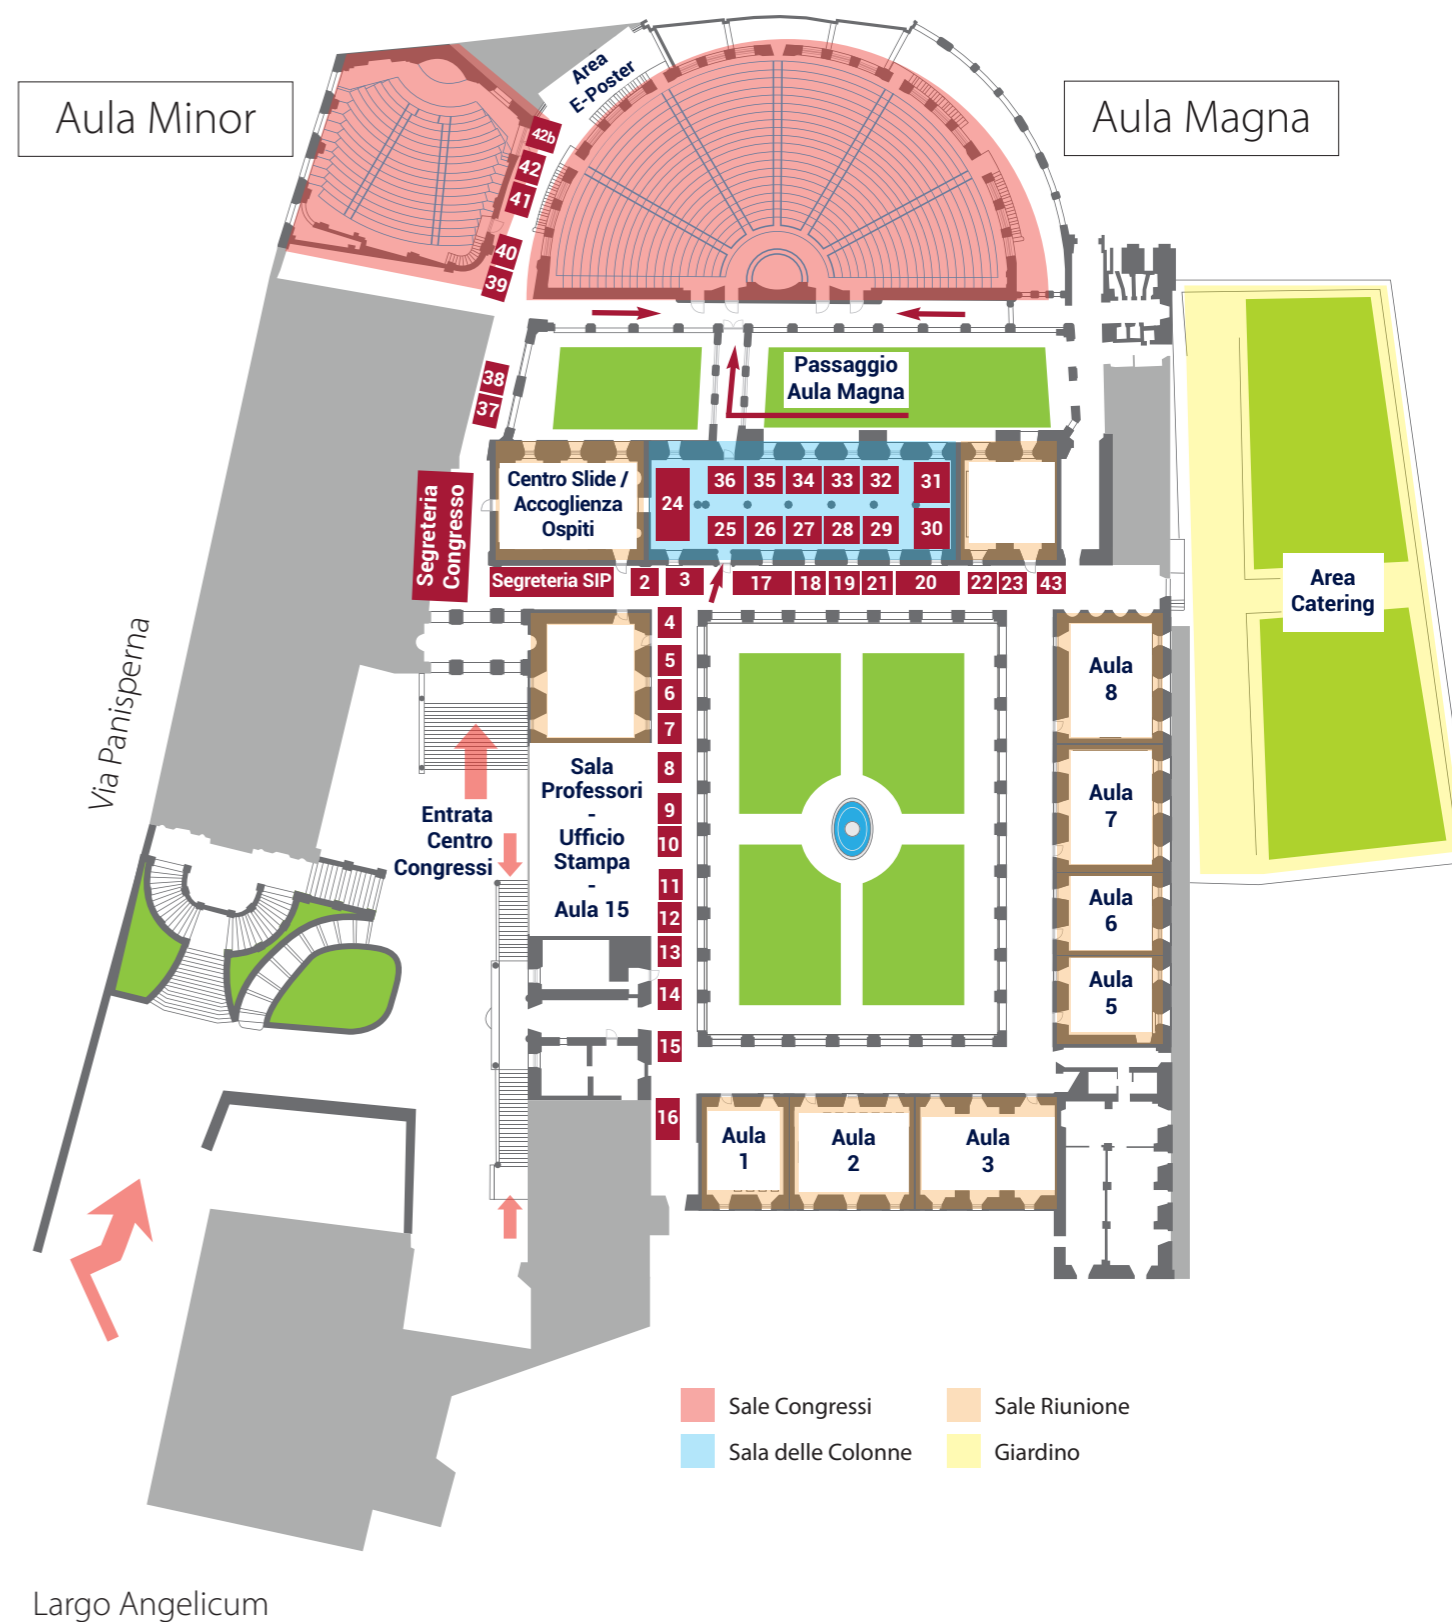 Aula Minor
Aula Magna
Area
E-Poster
42b
42
41
40
39
38
37
Passaggio
Aula Magna
Segreteria
Congresso
Centro Slide /
Accoglienza
Ospiti
24
36
35
34
33
32
31
25
26
27
28
29
30
Segreteria SIP
2
3
17
18
19
21
20
22
23
43
4
5
6
7
8
9
10
11
12
13
14
15
16
Via Panisperna
Entrata
Centro
Congressi
Sala
Professori
-
Ufficio
Stampa
-
Aula 15
Aula
8
Aula
7
Aula
6
Aula
5
Area
Catering
Aula
1
Aula
2
Aula
3
Sale Congressi
Sale Riunione
Sala delle Colonne
Giardino
Largo Angelicum